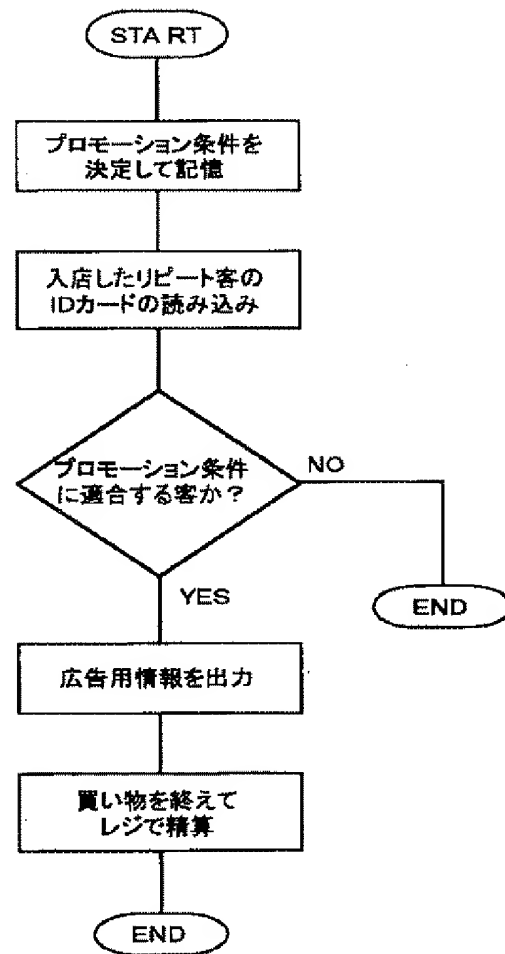 START
プロモーション条件を
決定して記憶
入店したリピート客の
IDカードの読み込み
プロモーション条件
に適合する客か？
NO
YES
END
広告用情報を出力
買い物を終えて
レジで精算
END